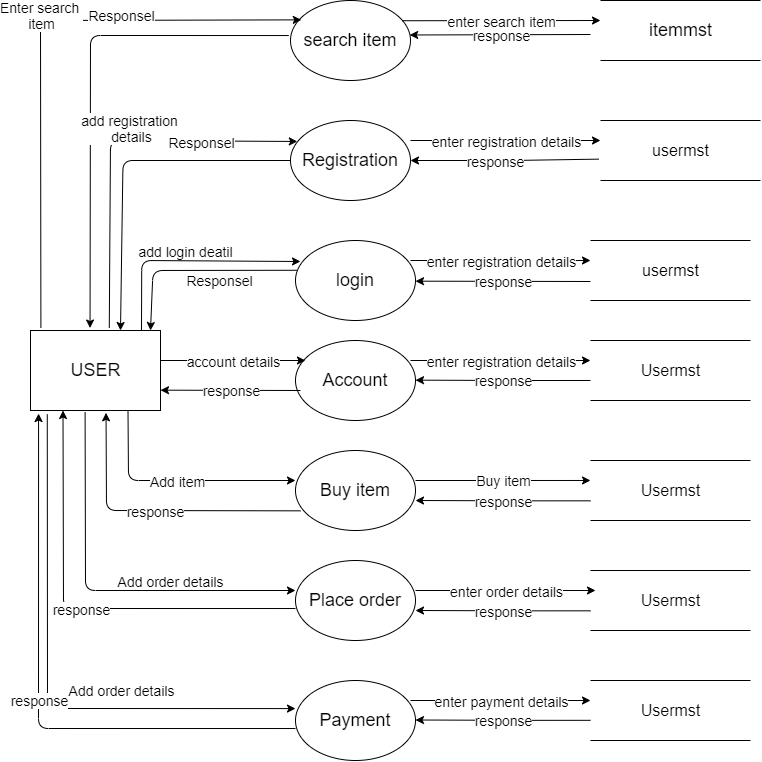 Enter search
item
Responsel
search item
enter search item
response
itemmst
add registration
details
Responsel
Registration
enter registration details
response
usermst
add login deatil
Responsel
login
enter registration details
response
usermst
USER
account details
response
Account
enter registration details
response
Usermst
Add item
response
Buy item
Buy item
response
Usermst
Add order details
response
Place order
enter order details
response
Usermst
Add order details
response
Payment
enter payment details
response
Usermst